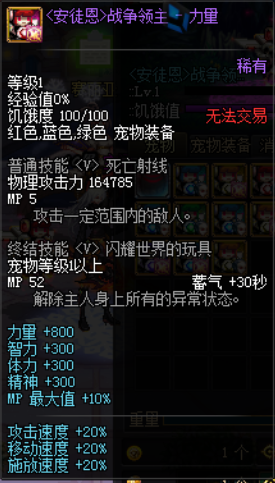 <安徒恩>战争领主 - 力量
稀有
等级1
经验值0%
饥饿度 100/100
无法交易
红色,蓝色,绿色 宠物装备
普通技能 <V> 死亡射线
物理攻击力 164785
MP 5
攻击一定范围内的敌人。
终结技能 <V> 闪耀世界的玩具
宠物等级1以上
MP 52
蓄气 +30秒
解除主人身上所有的异常状态。
力量 +800
智力 +300
体力 +300
精神 +300
MP 最大值 +10%
攻击速度 +20%
移动速度 +20%
施放速度 +20%
重量
1 个